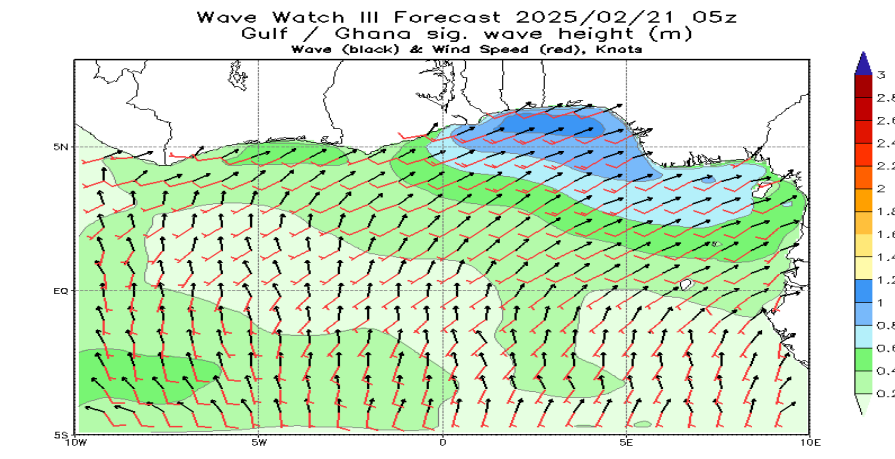 Wave Watch III Forecast 2025/02/21 05z
Gulf / Ghana sig. wave height (m)
Wave (black) & Wind Speed (red), Knots
3
2.8
2.6
2.4
2.2
2
1.8
1.6
1.4
1.2
1
0.8
0.6
0.4
0.2
5N
EQ
5S
10W
5W
0
5E
10E